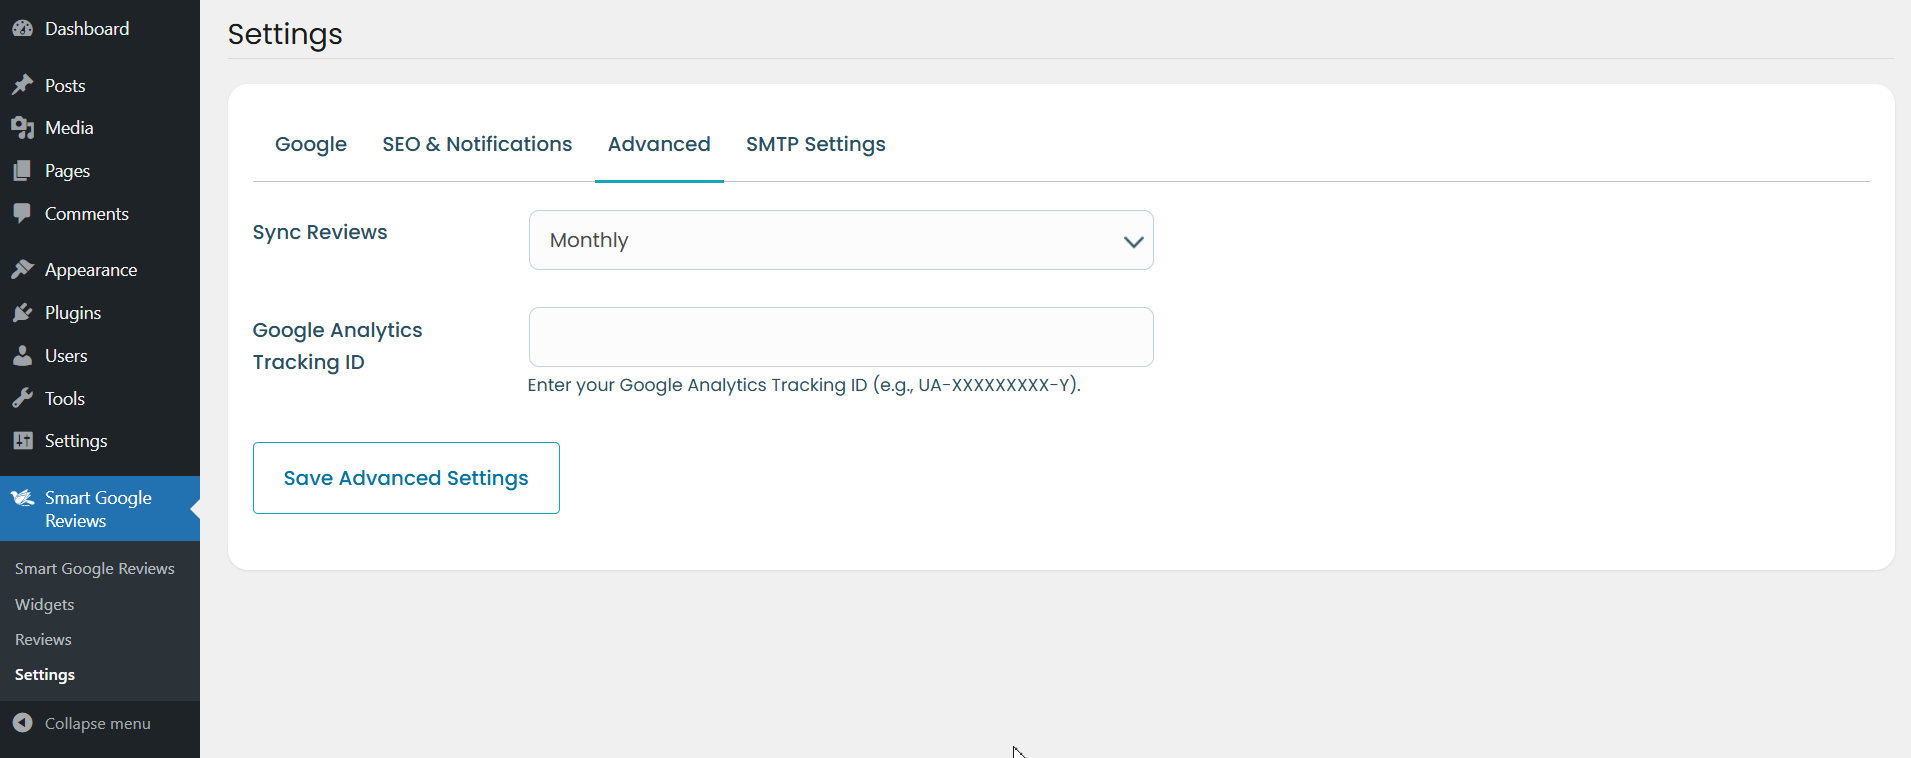 Dashboard
Posts
Media
Pages
Comments
Appearance
Plugins
Users
Tools
Settings
Smart Google
Reviews
Smart Google Reviews
Widgets
Reviews
Settings
Collapse menu
Settings
Google SEO & Notifications Advanced SMTP Settings
Sync Reviews Monthly
Google Analytics
Tracking ID
Enter your Google Analytics Tracking ID (e.g., UA-XXXXXXXXX-Y).
Save Advanced Settings